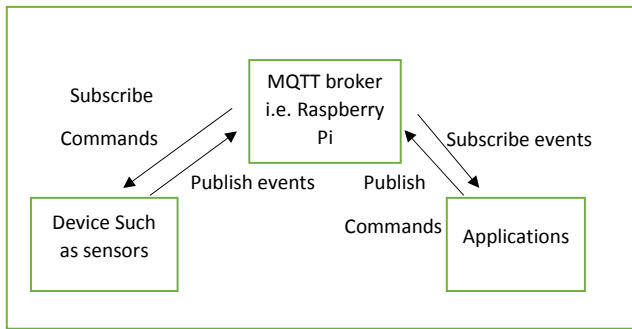 MQTT broker
i.e. Raspberry
Pi
Subscribe
Commands
Subscribe events
Publish events
Publish
Commands
Device Such
as sensors
Applications